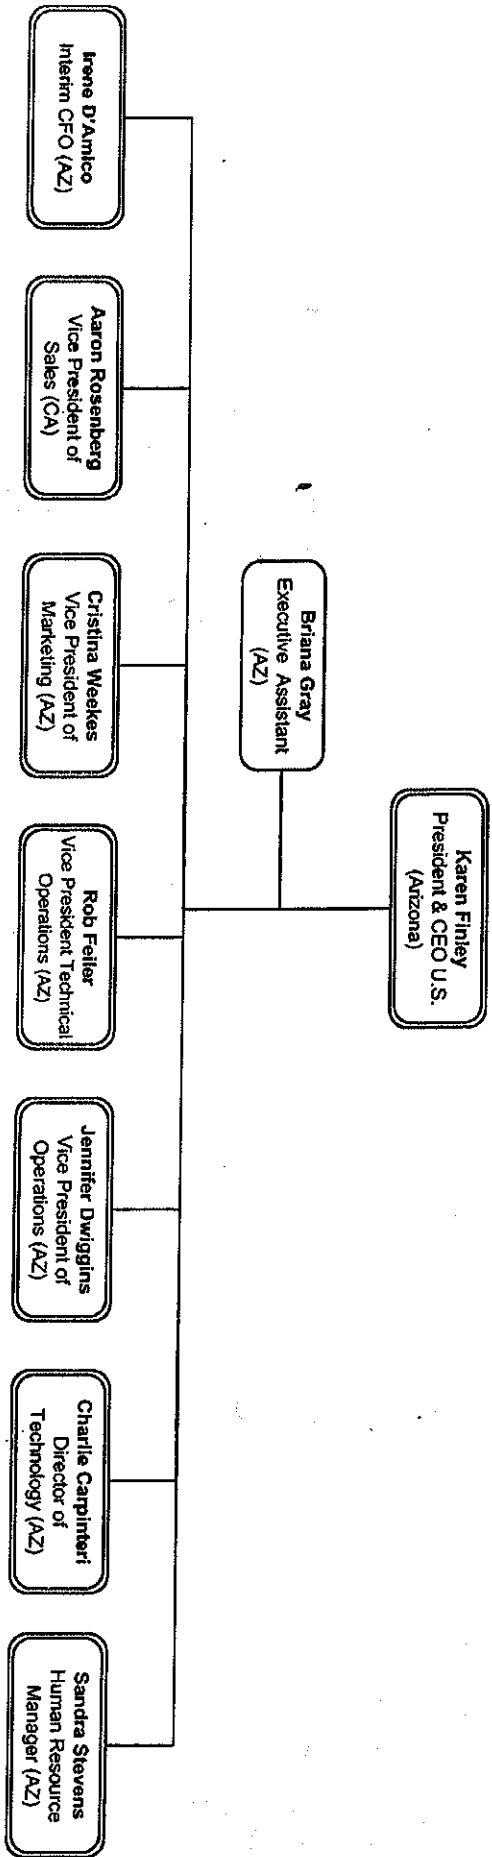 Karen Finley
President & CEO U.S.
(Arizona)
Briana Gray
Executive Assistant
(AZ)
Irene D'Amico
Interim CFO (AZ)
Aaron Rosenberg
Vice President of
Sales (CA)
Cristina Weekes
Vice President of
Marketing (AZ)
Rob Feiler
Vice President Technical
Operations (AZ)
Jennifer Dwiggins
Vice President of
Operations (AZ)
Charlie Carpinteri
Director of
Technology (AZ)
Sandra Stevens
Human Resource
Manager (AZ)